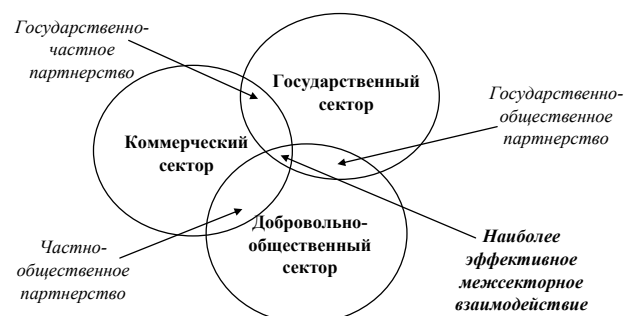 Государственно-
частное
партнерство
Государственный
сектор
Государственно-
общественное
партнерство
Коммерческий
сектор
Добровольно-
общественный
сектор
Частно-
общественное
партнерство
Наиболее
эффективное
межсекторное
взаимодействие